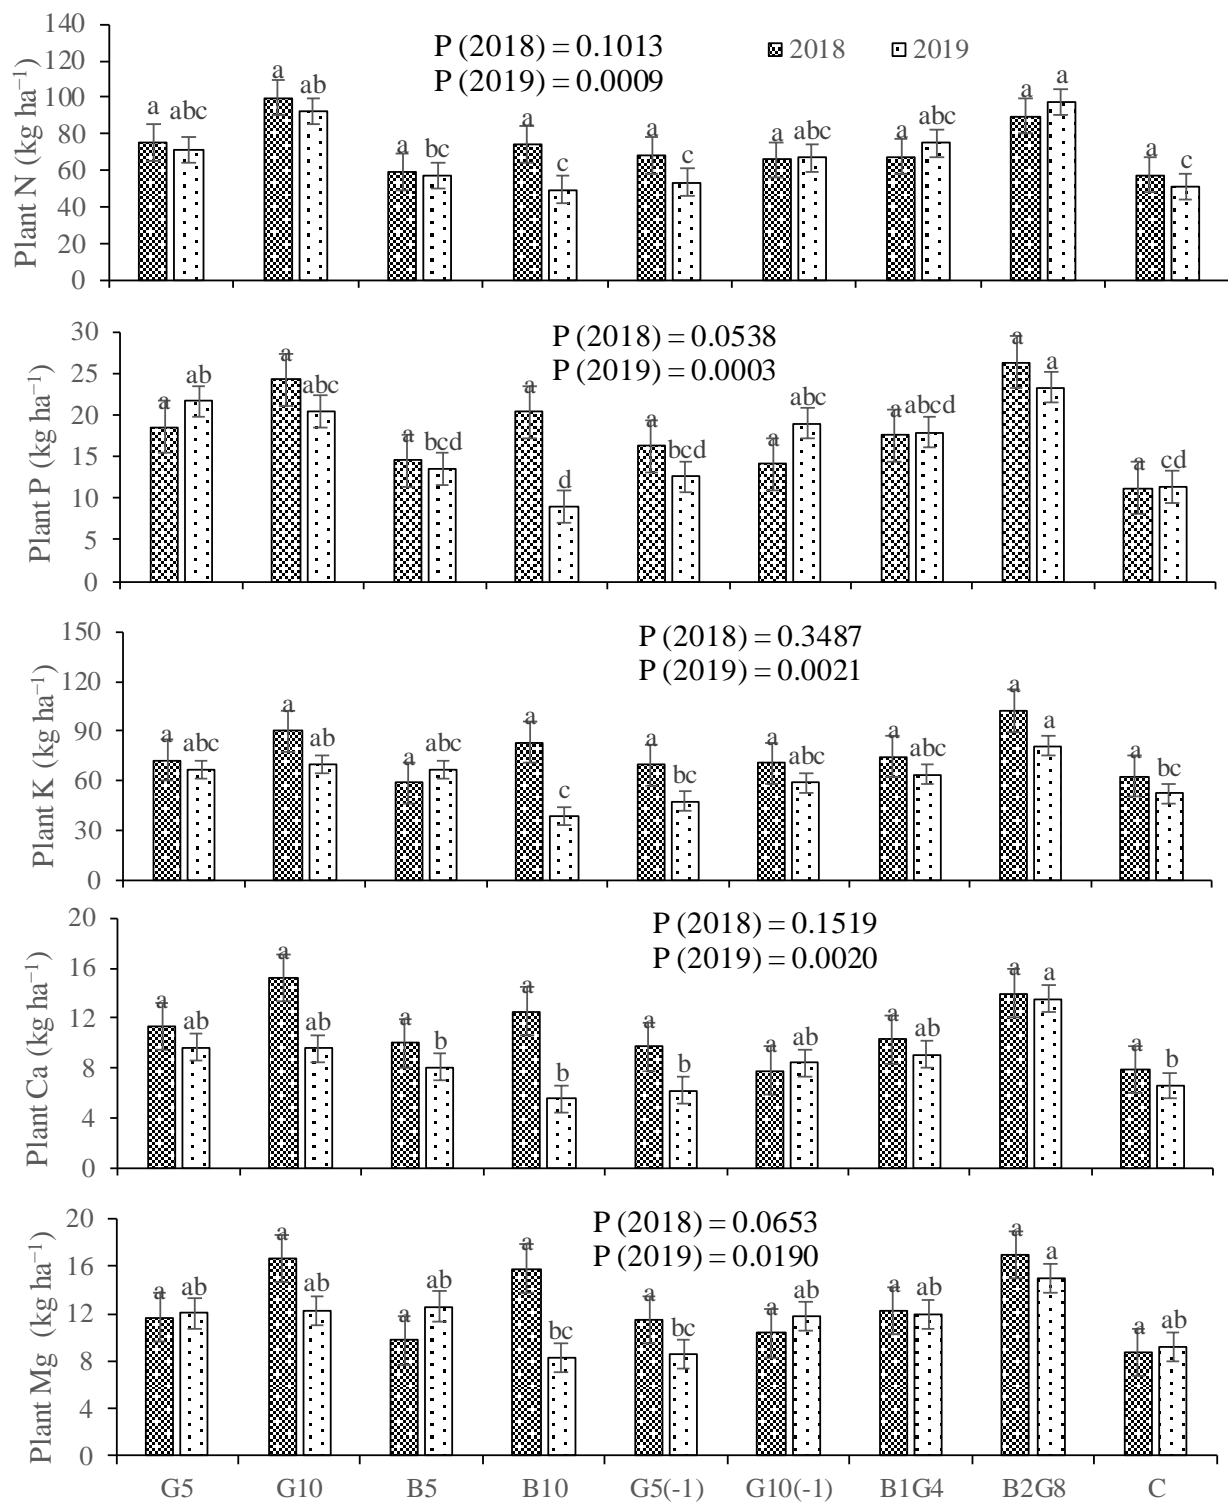 P (2018) = 0.1013
P (2019) = 0.0009
2018 2019
Plant N (kg ha⁻¹)
140
120
100
80
60
40
20
0
a abc a ab a bc a c a c a abc a abc a a a c
P (2018) = 0.0538
P (2019) = 0.0003
Plant P (kg ha⁻¹)
30
25
20
15
10
5
0
a ab a abc a bcd a d a bcd a abc a abcd a a a cd
P (2018) = 0.3487
P (2019) = 0.0021
Plant K (kg ha⁻¹)
150
120
90
60
30
0
a abc a ab a abc a c a bc a abc a abc a a a bc
P (2018) = 0.1519
P (2019) = 0.0020
Plant Ca (kg ha⁻¹)
20
16
12
8
4
0
a ab a ab a b a b a b a ab a ab a a a b
P (2018) = 0.0653
P (2019) = 0.0190
Plant Mg (kg ha⁻¹)
20
16
12
8
4
0
a ab a ab a ab a bc a bc a ab a ab a a a ab
G5 G10 B5 B10 G5(-1) G10(-1) B1G4 B2G8 C